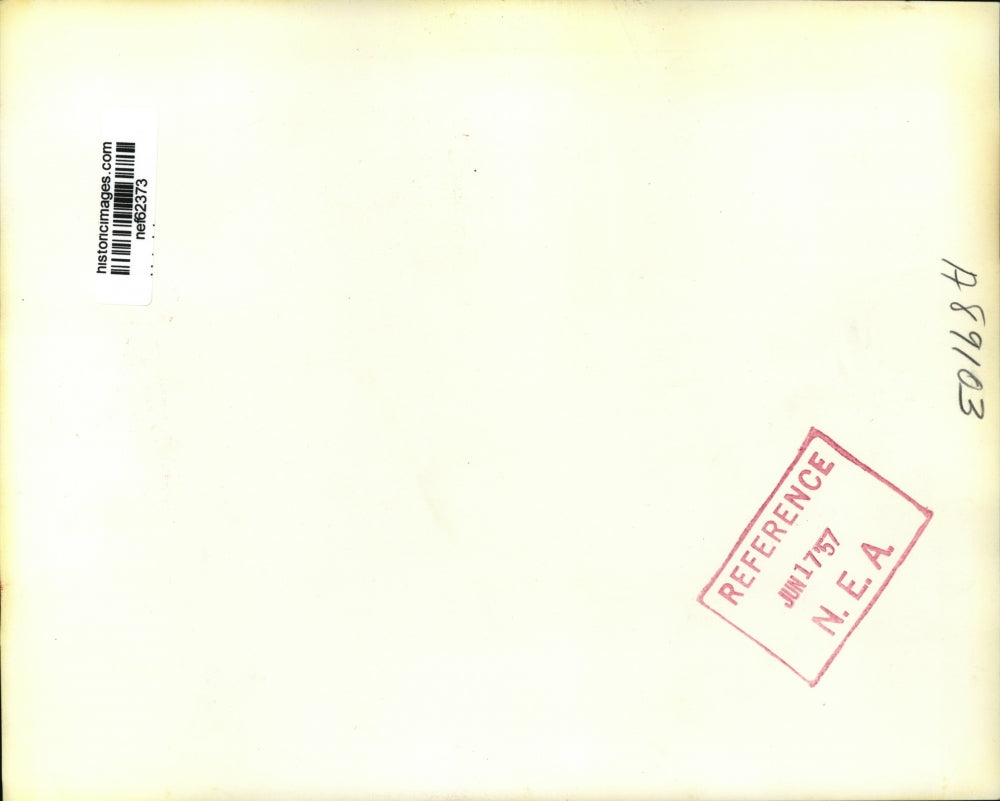 historicimages.com
nef62373
A89103
REFERENCE
JUN 17 '57
N. E. A.